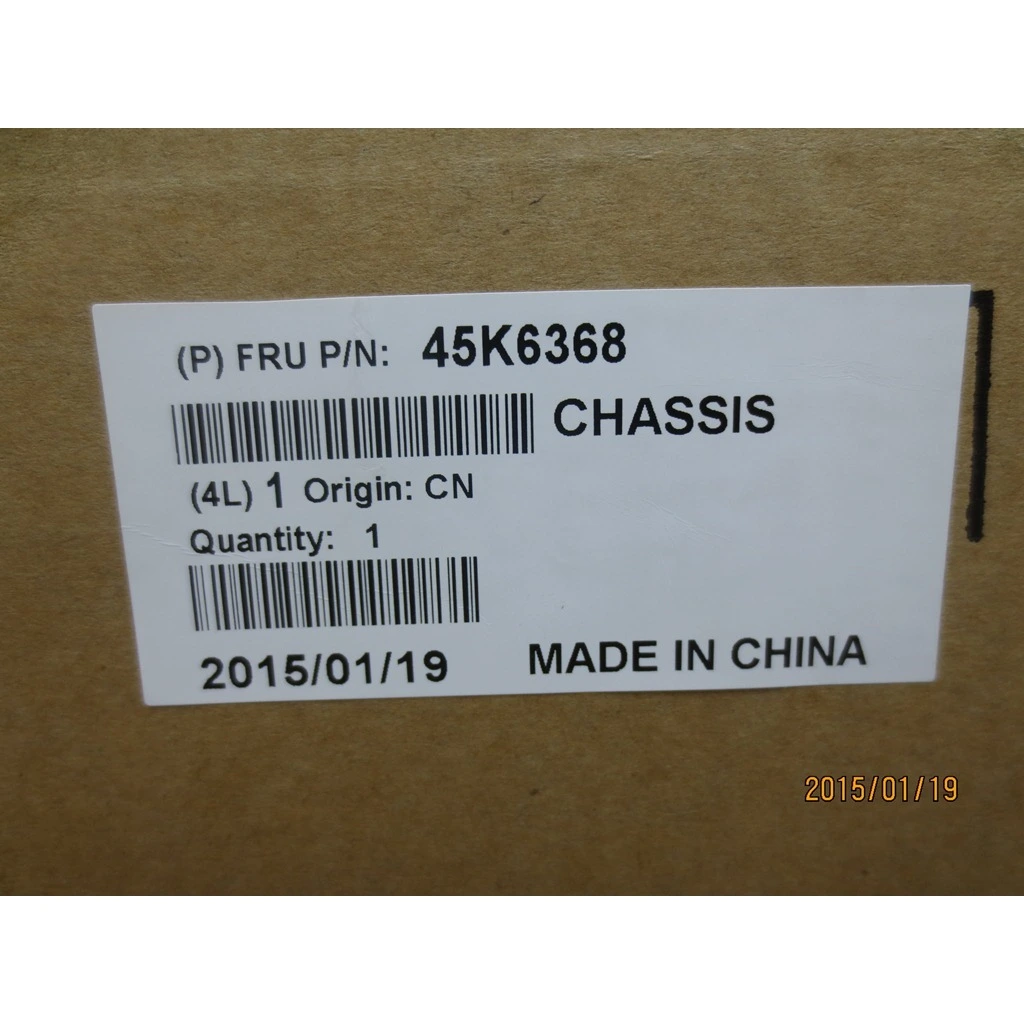 (P) FRU P/N: 45K6368
CHASSIS
(4L) 1 Origin: CN
Quantity: 1
2015/01/19 MADE IN CHINA
2015/01/19